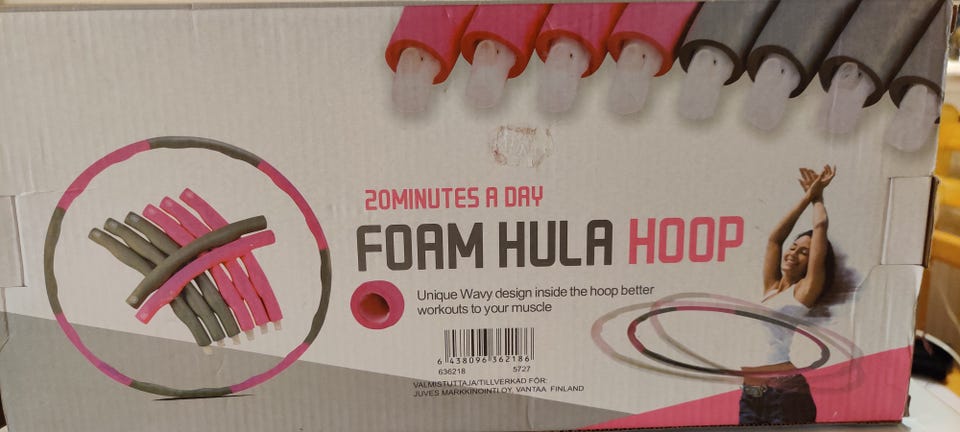 20MINUTES A DAY
FOAM HULA HOOP
Unique Wavy design inside the hoop better
workouts to your muscle
6 438096 362186
636218 5727
VALMISTUTTAJA/TILLVERKAD FÖR:
JUVES MARKKINOINTI OY, VANTAA FINLAND